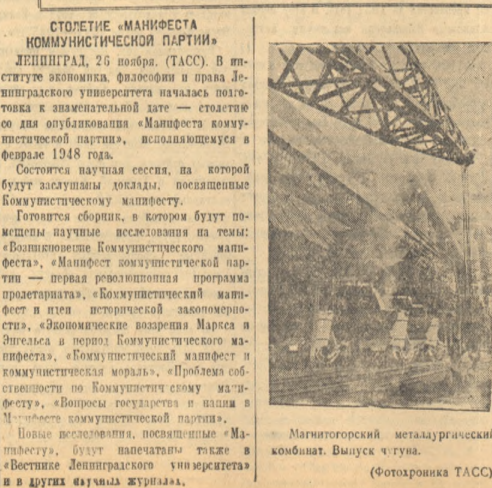 СТОЛЕТИЕ «МАНИФЕСТА
КОММУНИСТИЧЕСКОЙ ПАРТИИ»
ЛЕНИНГРАД, 26 ноября. (ТАСС). В ин-
ституте экономики, философии и права Ле-
нинградского университета началась подго-
товка к знаменательной дате — столетию
со дня опубликования «Манифеста комму-
нистической партии», исполняющемуся в
феврале 1948 года.
Состоится научная сессия, на которой
будут заслушаны доклады, посвященные
Коммунистическому манифесту.
Готовится сборник, в котором будут по-
мещены научные исследования на темы:
«Возникновение Коммунистического мани-
феста», «Манифест коммунистической пар-
тии — первая революционная программа
пролетариата», «Коммунистический мани-
фест и идеи исторической закономерно-
сти», «Экономические воззрения Маркса и
Энгельса в период Коммунистического ма-
нифеста», «Коммунистический манифест и
коммунистическая мораль», «Проблема соб-
ственности по Коммунистическому мани-
фесту», «Вопросы государства и нации в
Манифесте коммунистической партии».
Новые исследования, посвященные «Ма-
нифесту», будут напечатаны также в
«Вестнике Ленинградского университета»
и в других научных журналах.
Магнитогорский металлургический
комбинат. Выпуск чугуна.
(Фотохроника ТАСС)